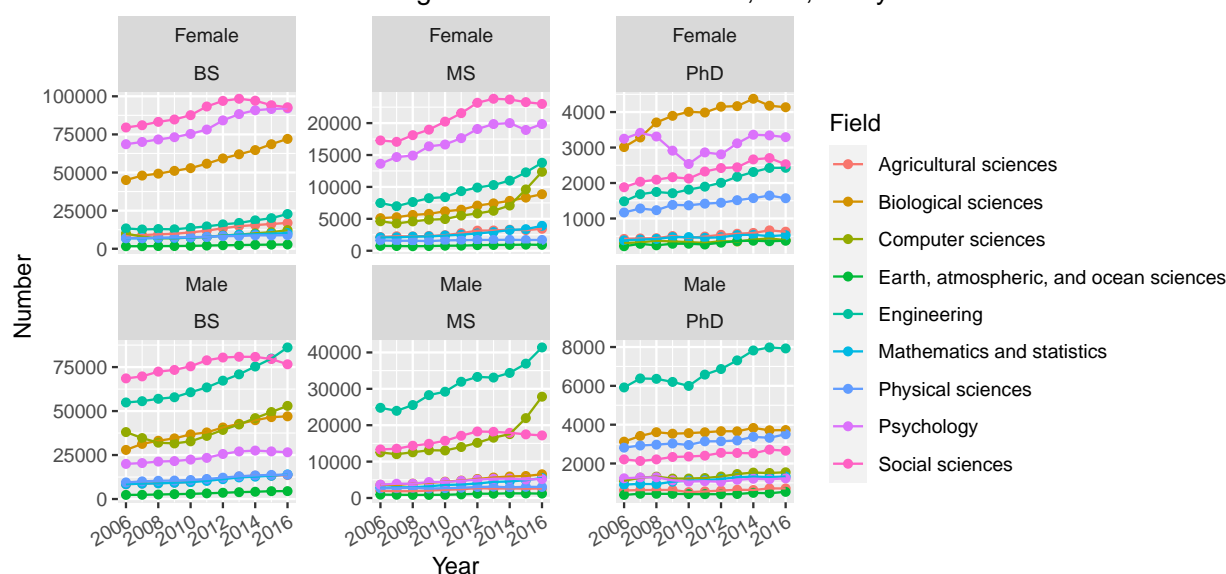 Female
Female
Female
BS
MS
PhD
100000
75000
50000
25000
0
20000
15000
10000
5000
0
4000
3000
2000
1000
Male
Male
Male
BS
MS
PhD
75000
50000
25000
0
40000
30000
20000
10000
0
8000
6000
4000
2000
2006
2008
2010
2012
2014
2016
2006
2008
2010
2012
2014
2016
2006
2008
2010
2012
2014
2016
Number
Year
Field
Agricultural sciences
Biological sciences
Computer sciences
Earth, atmospheric, and ocean sciences
Engineering
Mathematics and statistics
Physical sciences
Psychology
Social sciences